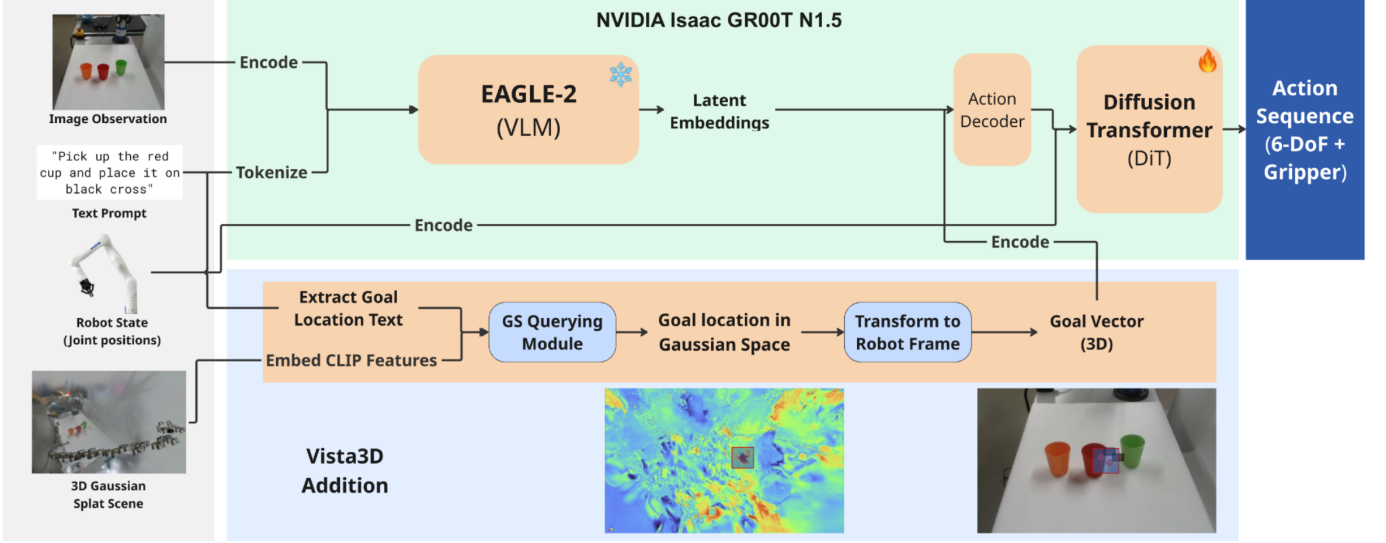 NVIDIA Isaac GR00T N1.5
Image Observation
Encode
EAGLE-2
(VLM)
Latent
Embeddings
Action
Decoder
Diffusion
Transformer
(DiT)
Action
Sequence
(6-DoF +
Gripper)
"Pick up the red
cup and place it on
black cross"
Text Prompt
Tokenize
Encode
Encode
Robot State
(Joint positions)
Extract Goal
Location Text
Embed CLIP Features
GS Querying
Module
Goal location in
Gaussian Space
Transform to
Robot Frame
Goal Vector
(3D)
3D Gaussian
Splat Scene
Vista3D
Addition